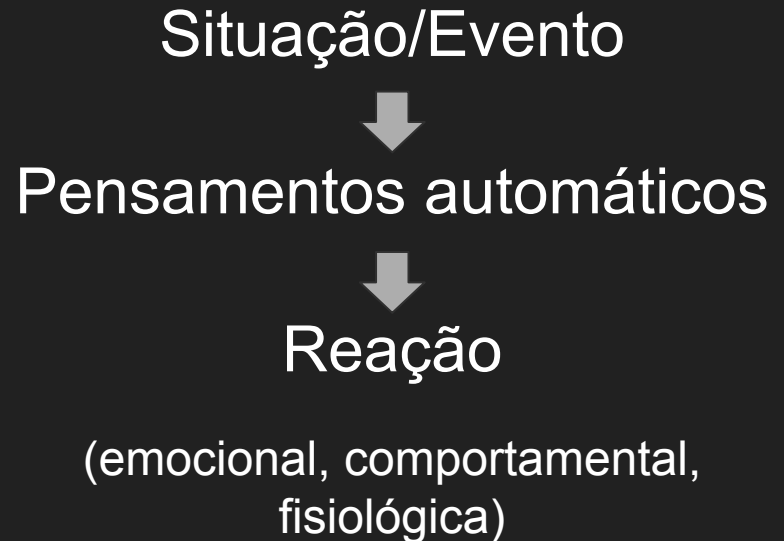 Situação/Evento
Pensamentos automáticos
Reação
(emocional, comportamental,
fisiológica)